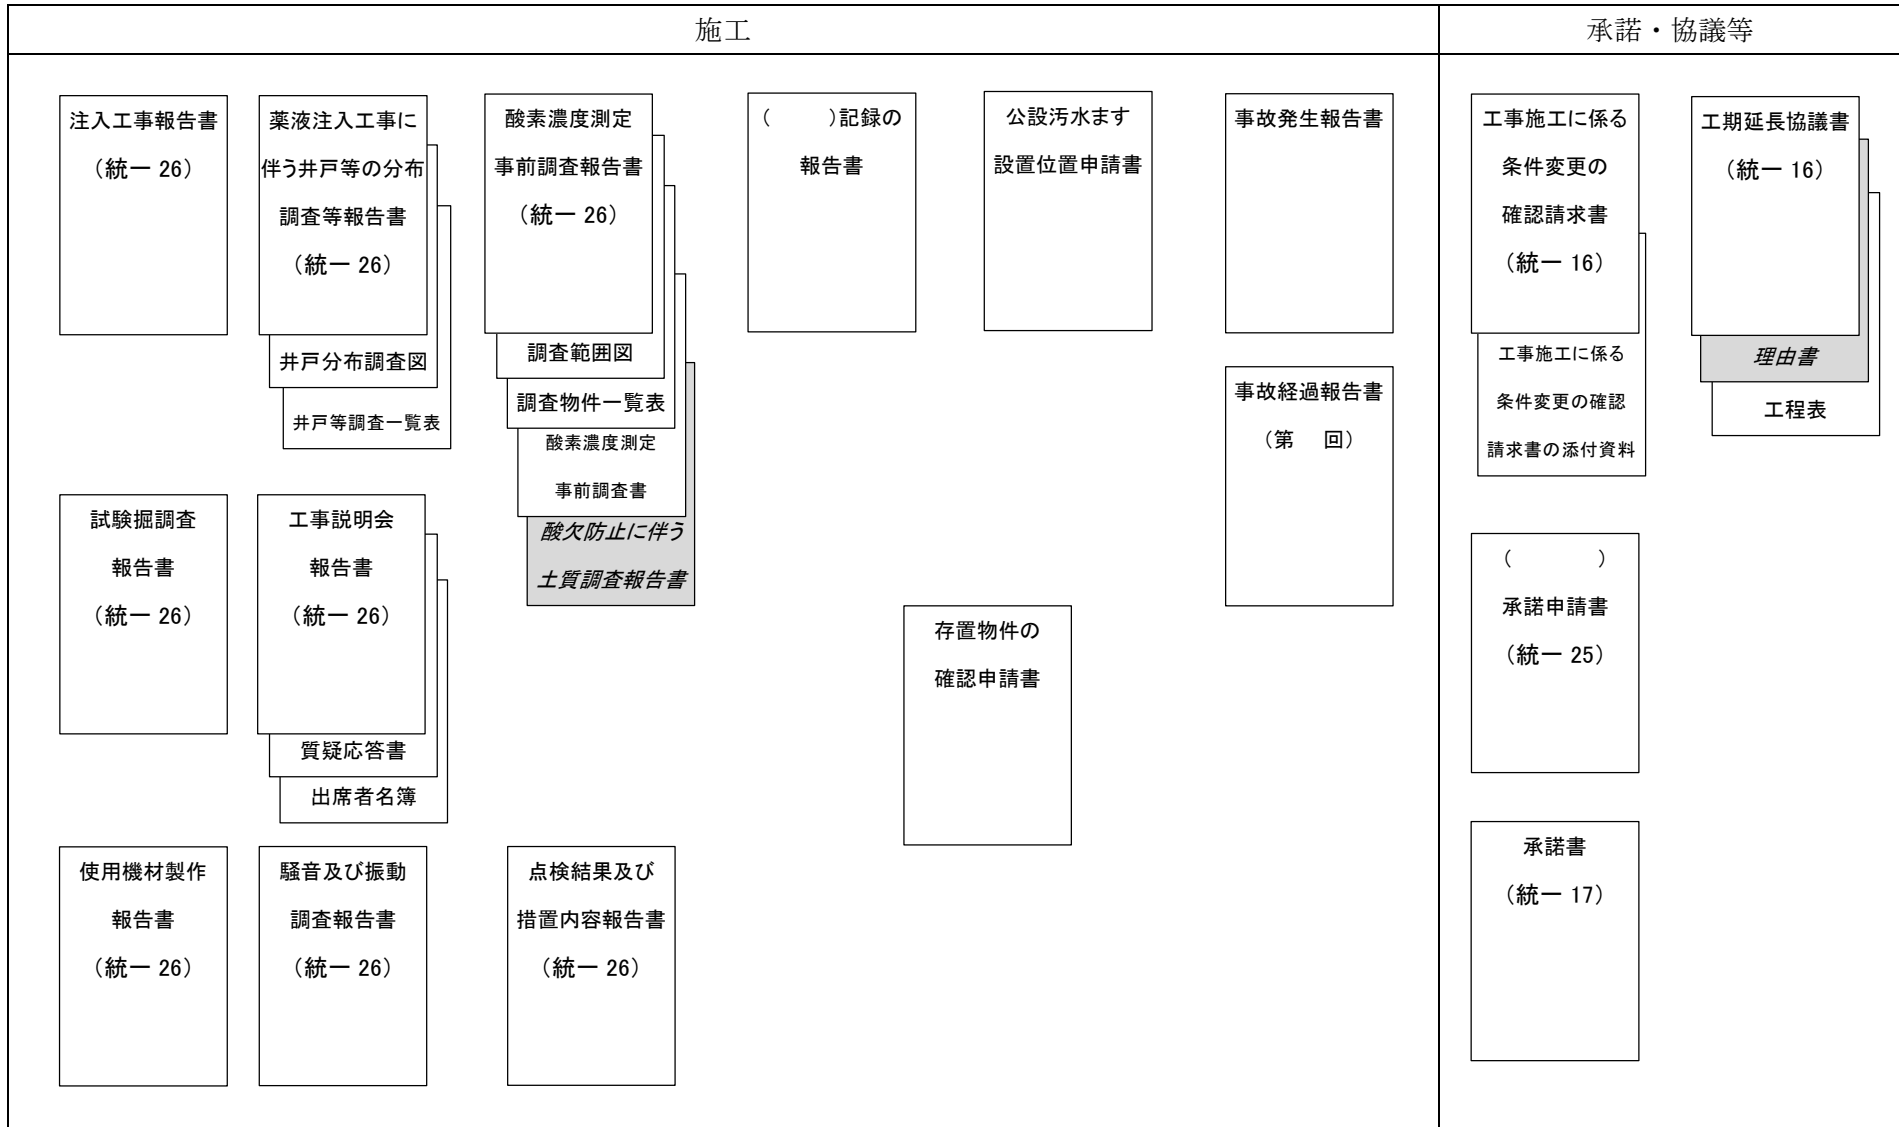 施工
承諾・協議等
注入工事報告書
（統一 26）
薬液注入工事に
伴う井戸等の分布
調査等報告書
（統一 26）
井戸分布調査図
井戸等調査一覧表
酸素濃度測定
事前調査報告書
（統一 26）
調査範囲図
調査物件一覧表
酸素濃度測定
事前調査書
酸欠防止に伴う
土質調査報告書
（　　　）記録の
報告書
公設汚水ます
設置位置申請書
事故発生報告書
事故経過報告書
（第　回）
試験掘調査
報告書
（統一 26）
工事説明会
報告書
（統一 26）
質疑応答書
出席者名簿
存置物件の
確認申請書
使用機材製作
報告書
（統一 26）
騒音及び振動
調査報告書
（統一 26）
点検結果及び
措置内容報告書
（統一 26）
工事施工に係る
条件変更の
確認請求書
（統一 16）
工事施工に係る
条件変更の確認
請求書の添付資料
工期延長協議書
（統一 16）
理由書
工程表
（　　　　）
承諾申請書
（統一 25）
承諾書
（統一 17）